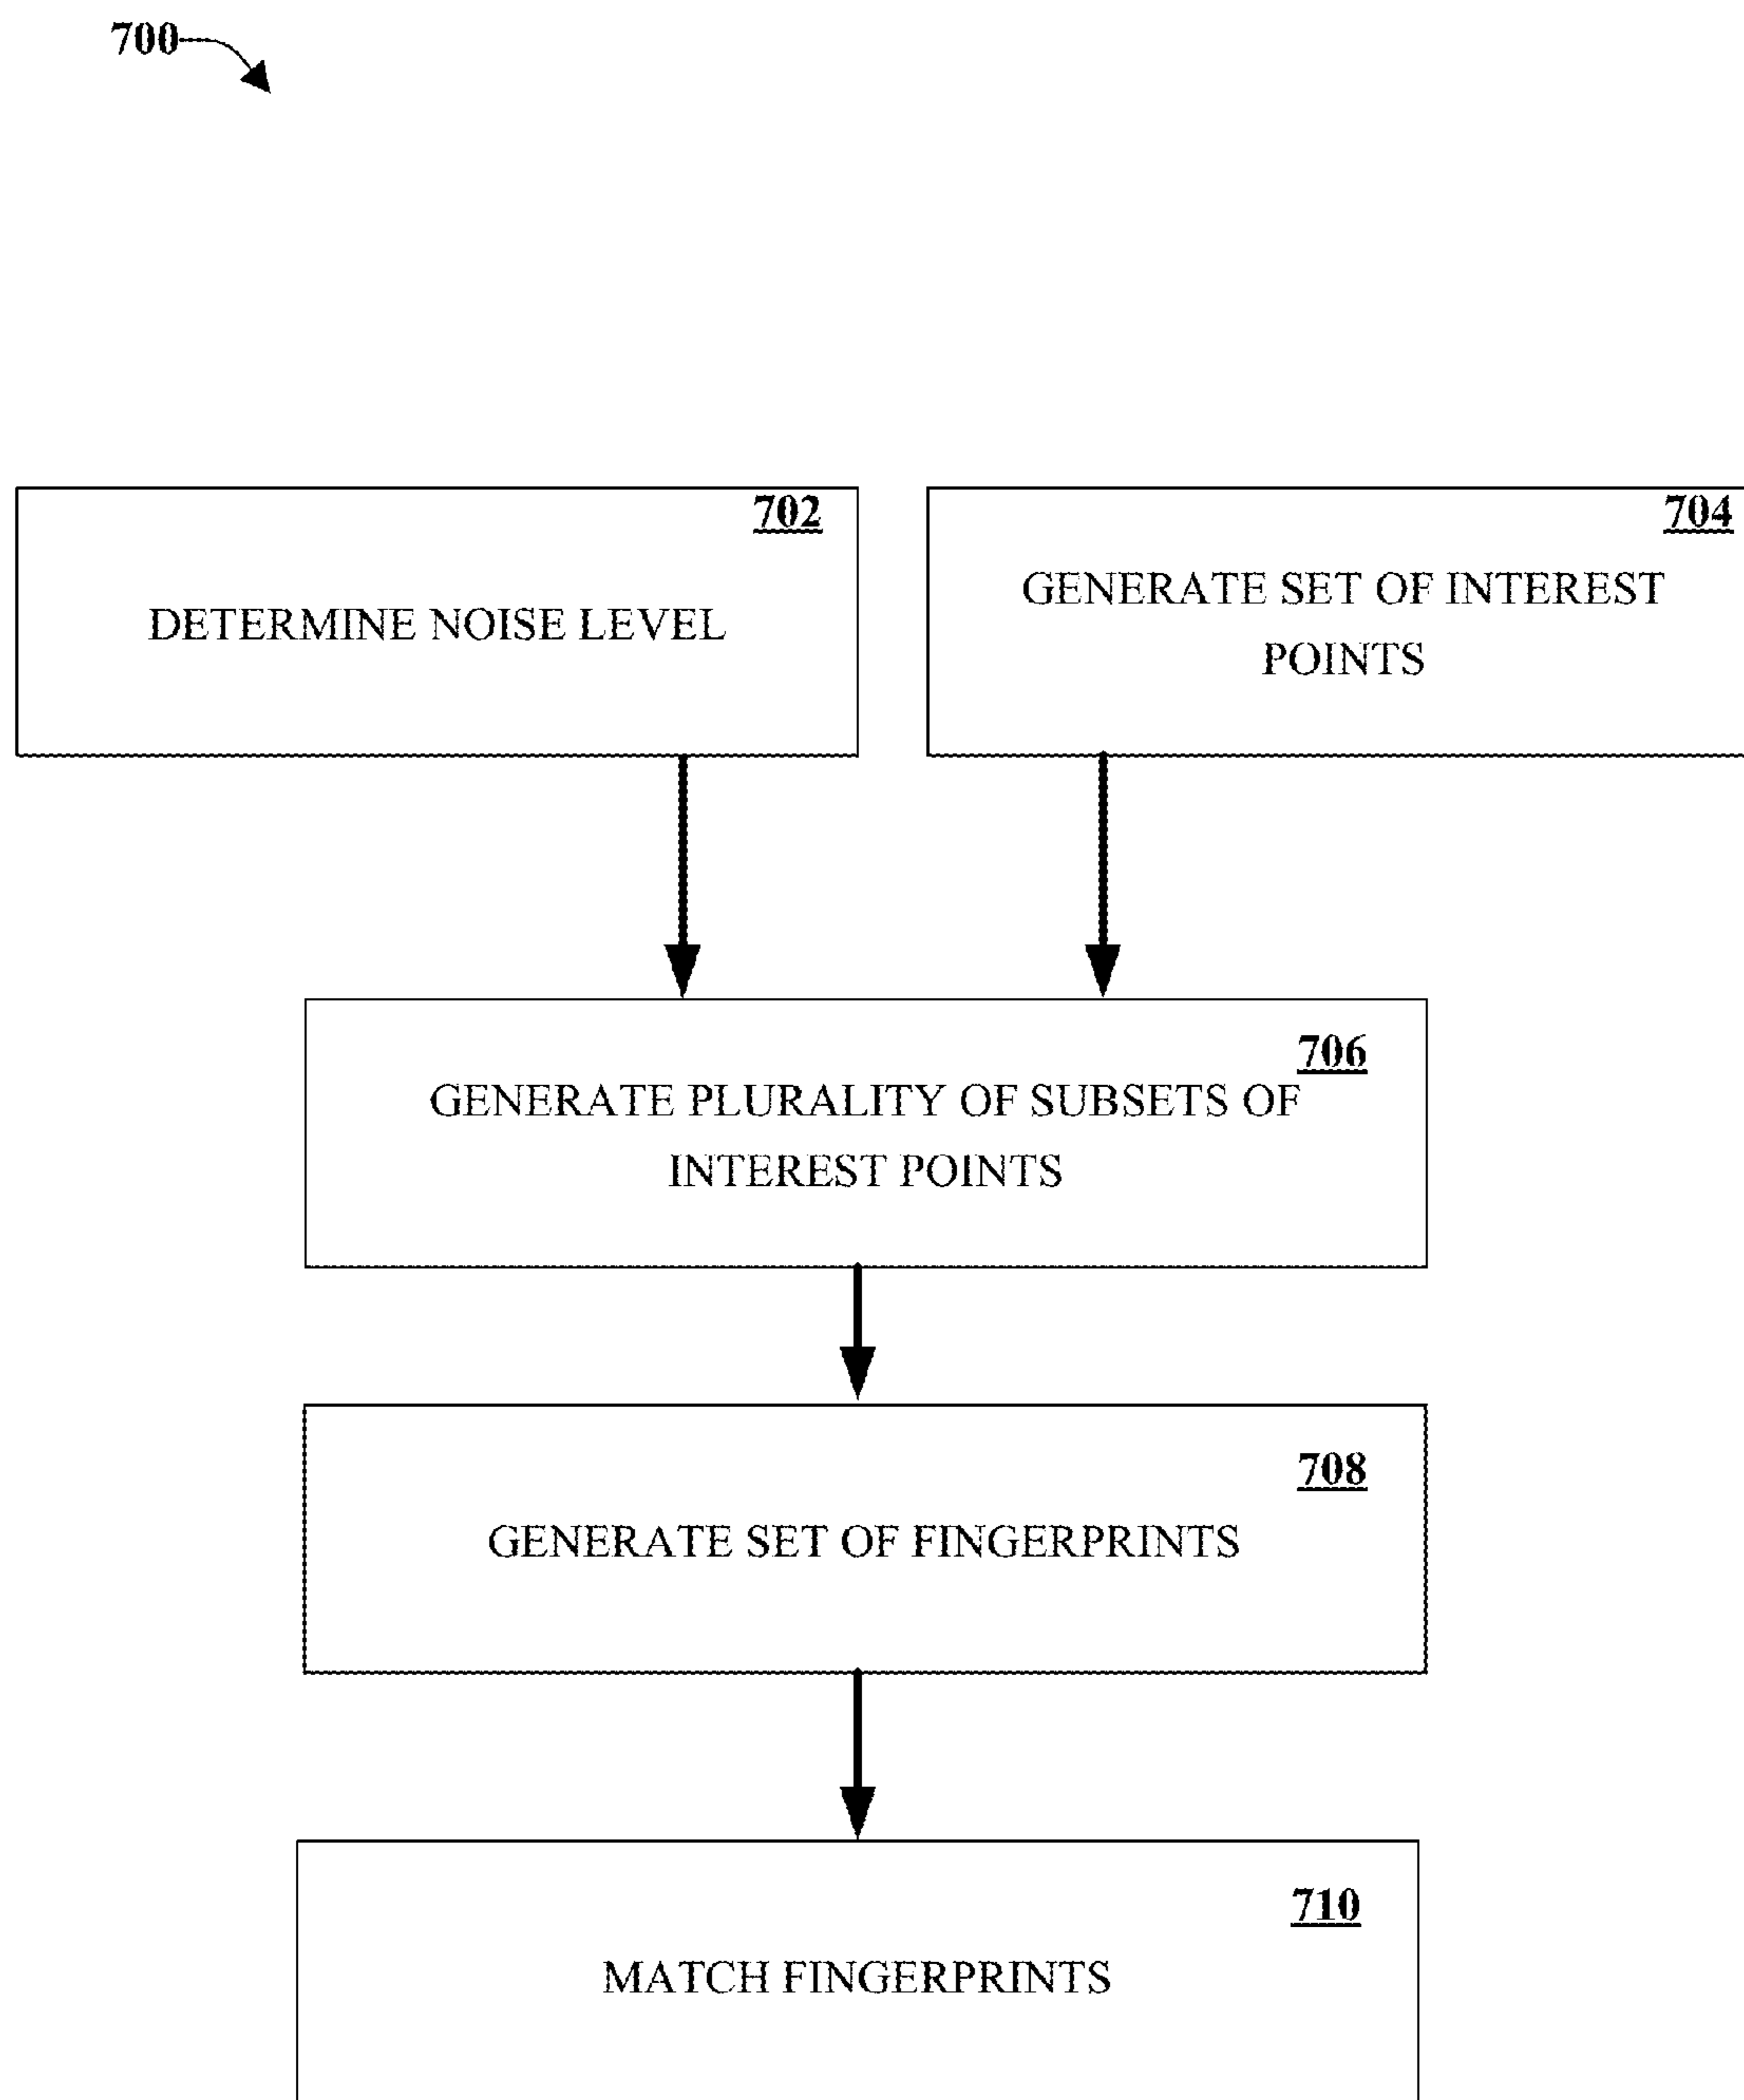 700
702
DETERMINE NOISE LEVEL
704
GENERATE SET OF INTEREST
POINTS
706
GENERATE PLURALITY OF SUBSETS OF
INTEREST POINTS
708
GENERATE SET OF FINGERPRINTS
710
MATCH FINGERPRINTS